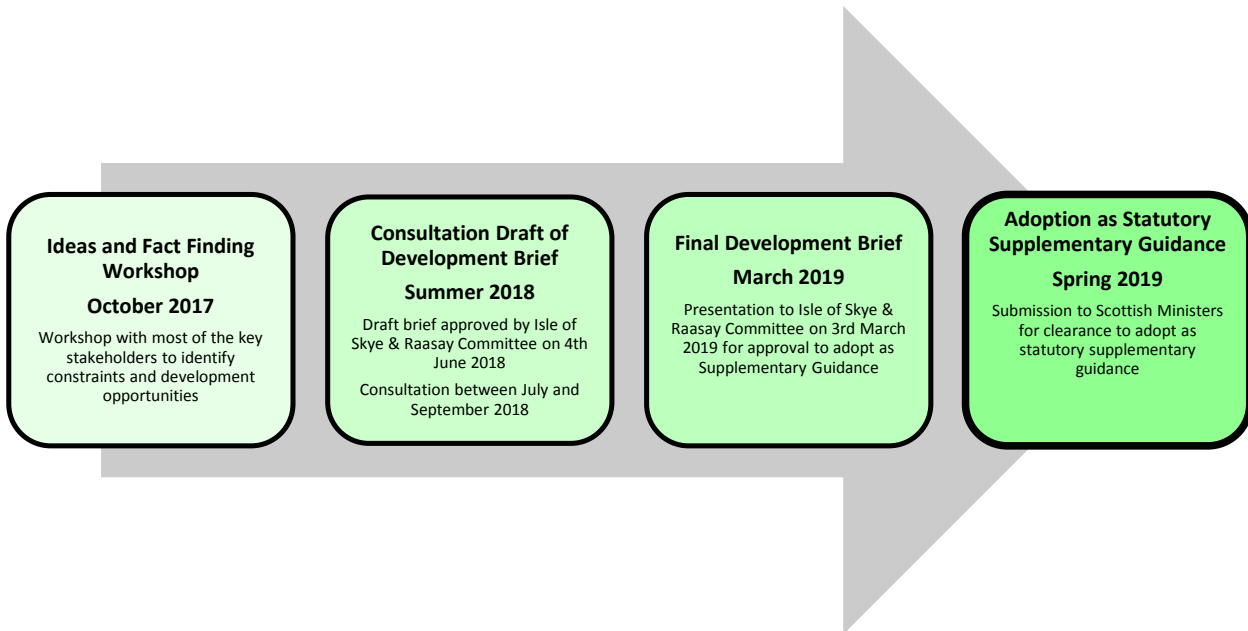 Ideas and Fact Finding
Workshop
October 2017
Workshop with most of the key
stakeholders to identify
constraints and development
opportunities
Consultation Draft of
Development Brief
Summer 2018
Draft brief approved by Isle of
Skye & Raasay Committee on 4th
June 2018
Consultation between July and
September 2018
Final Development Brief
March 2019
Presentation to Isle of Skye &
Raasay Committee on 3rd March
2019 for approval to adopt as
Supplementary Guidance
Adoption as Statutory
Supplementary Guidance
Spring 2019
Submission to Scottish Ministers
for clearance to adopt as
statutory supplementary
guidance